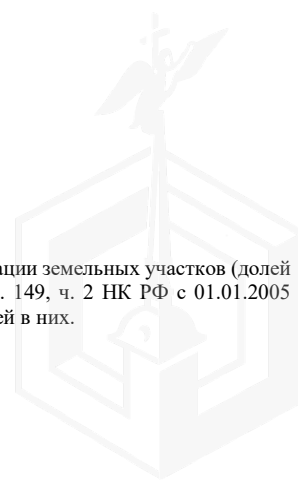 ации земельных участков (долей
. 149, ч. 2 НК РФ с 01.01.2005
ей в них.